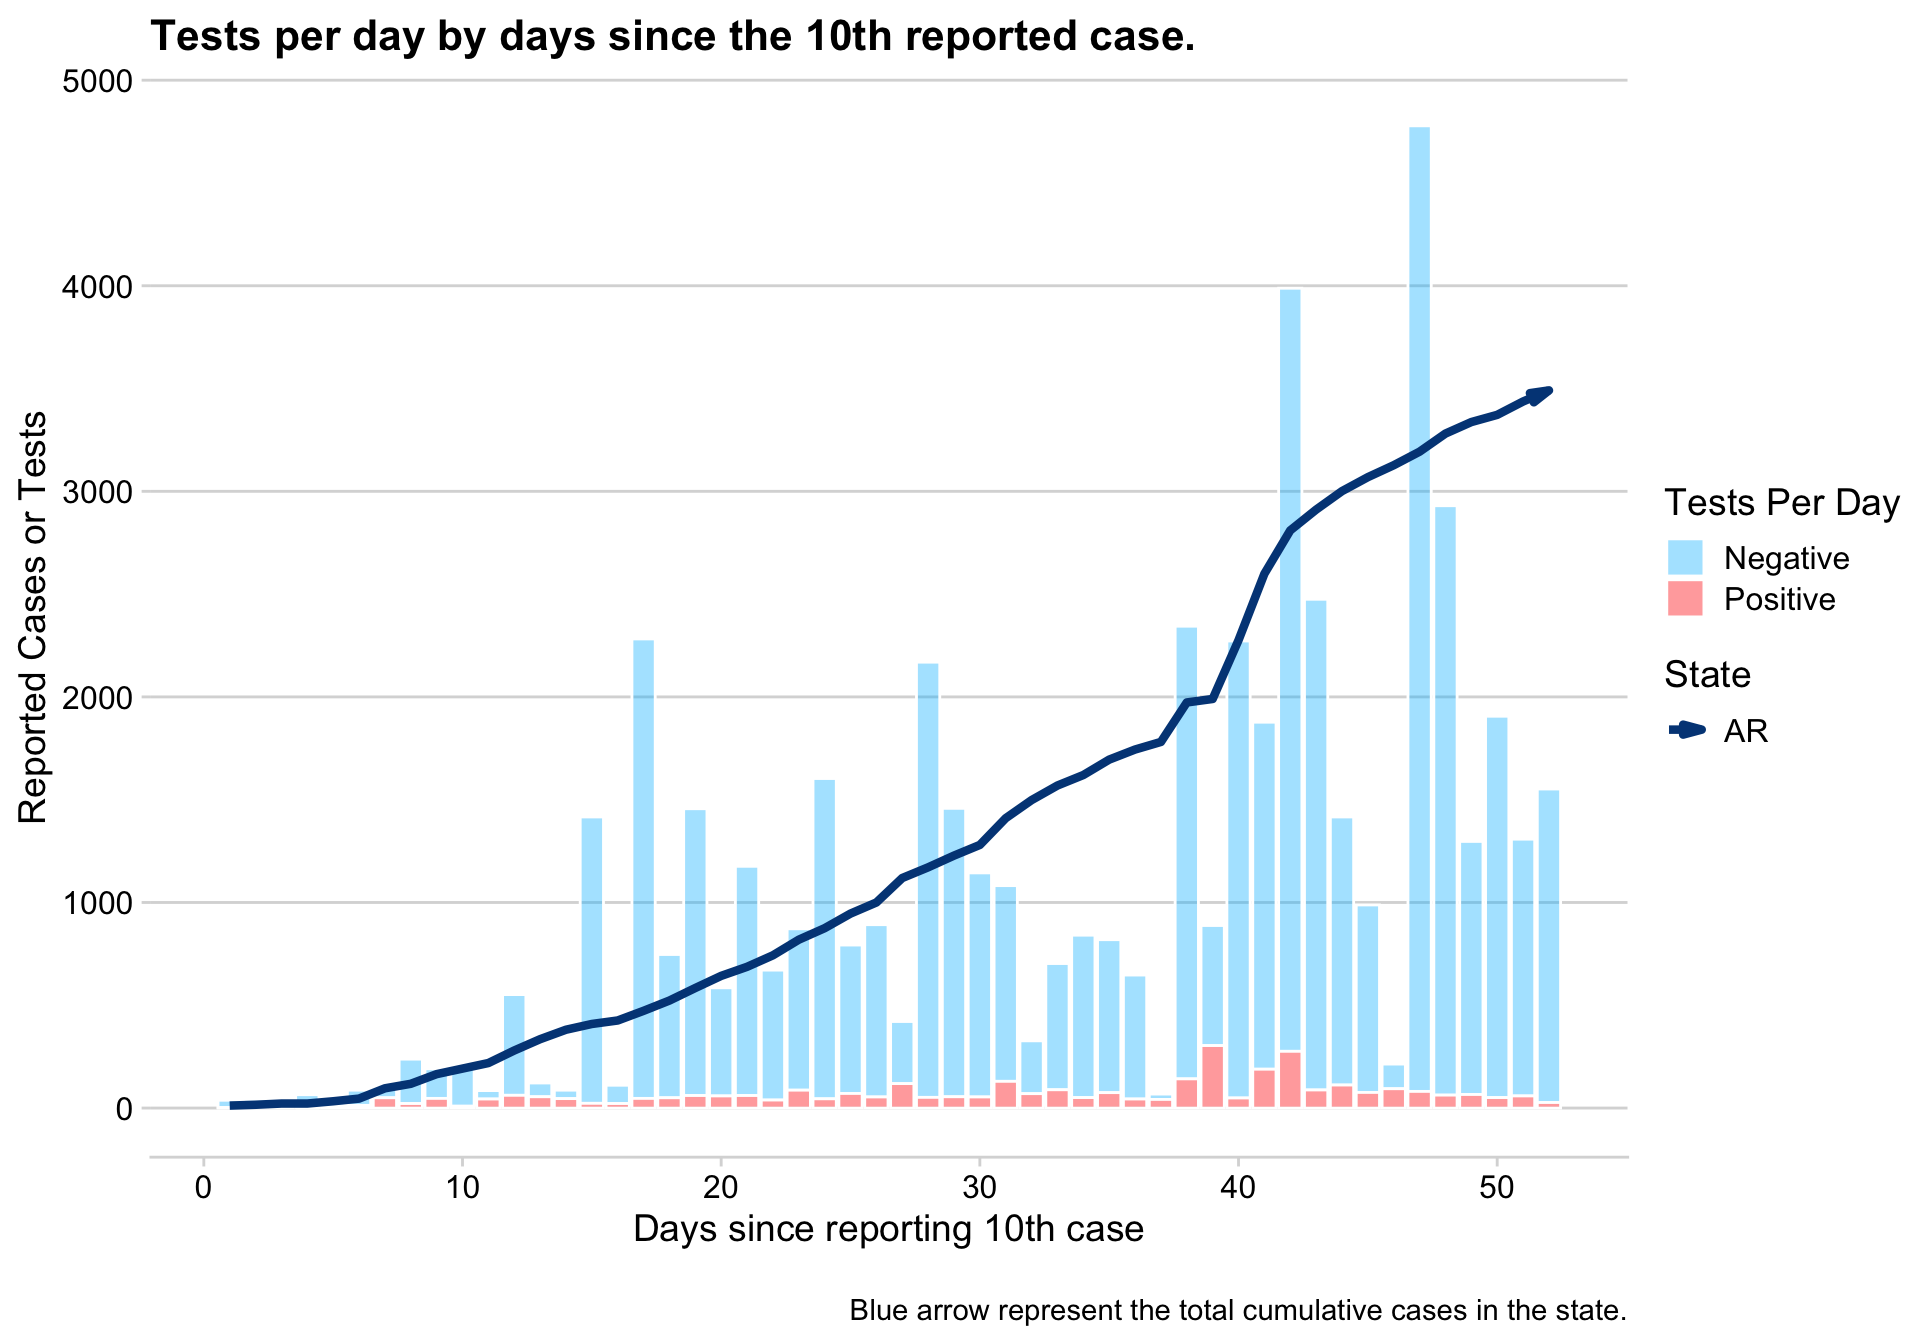 Tests per day by days since the 10th reported case.
5000
4000
3000
2000
1000
0
Reported Cases or Tests
0 10 20 30 40 50
Days since reporting 10th case
Tests Per Day
Negative
Positive
State
AR
Blue arrow represent the total cumulative cases in the state.